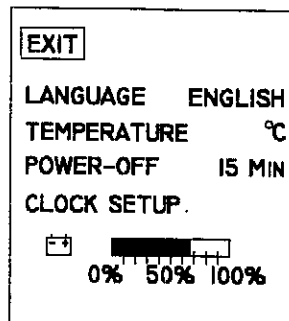 EXIT
LANGUAGE ENGLISH
TEMPERATURE °C
POWER-OFF 15 MIN
CLOCK SETUP.
0% 50% 100%